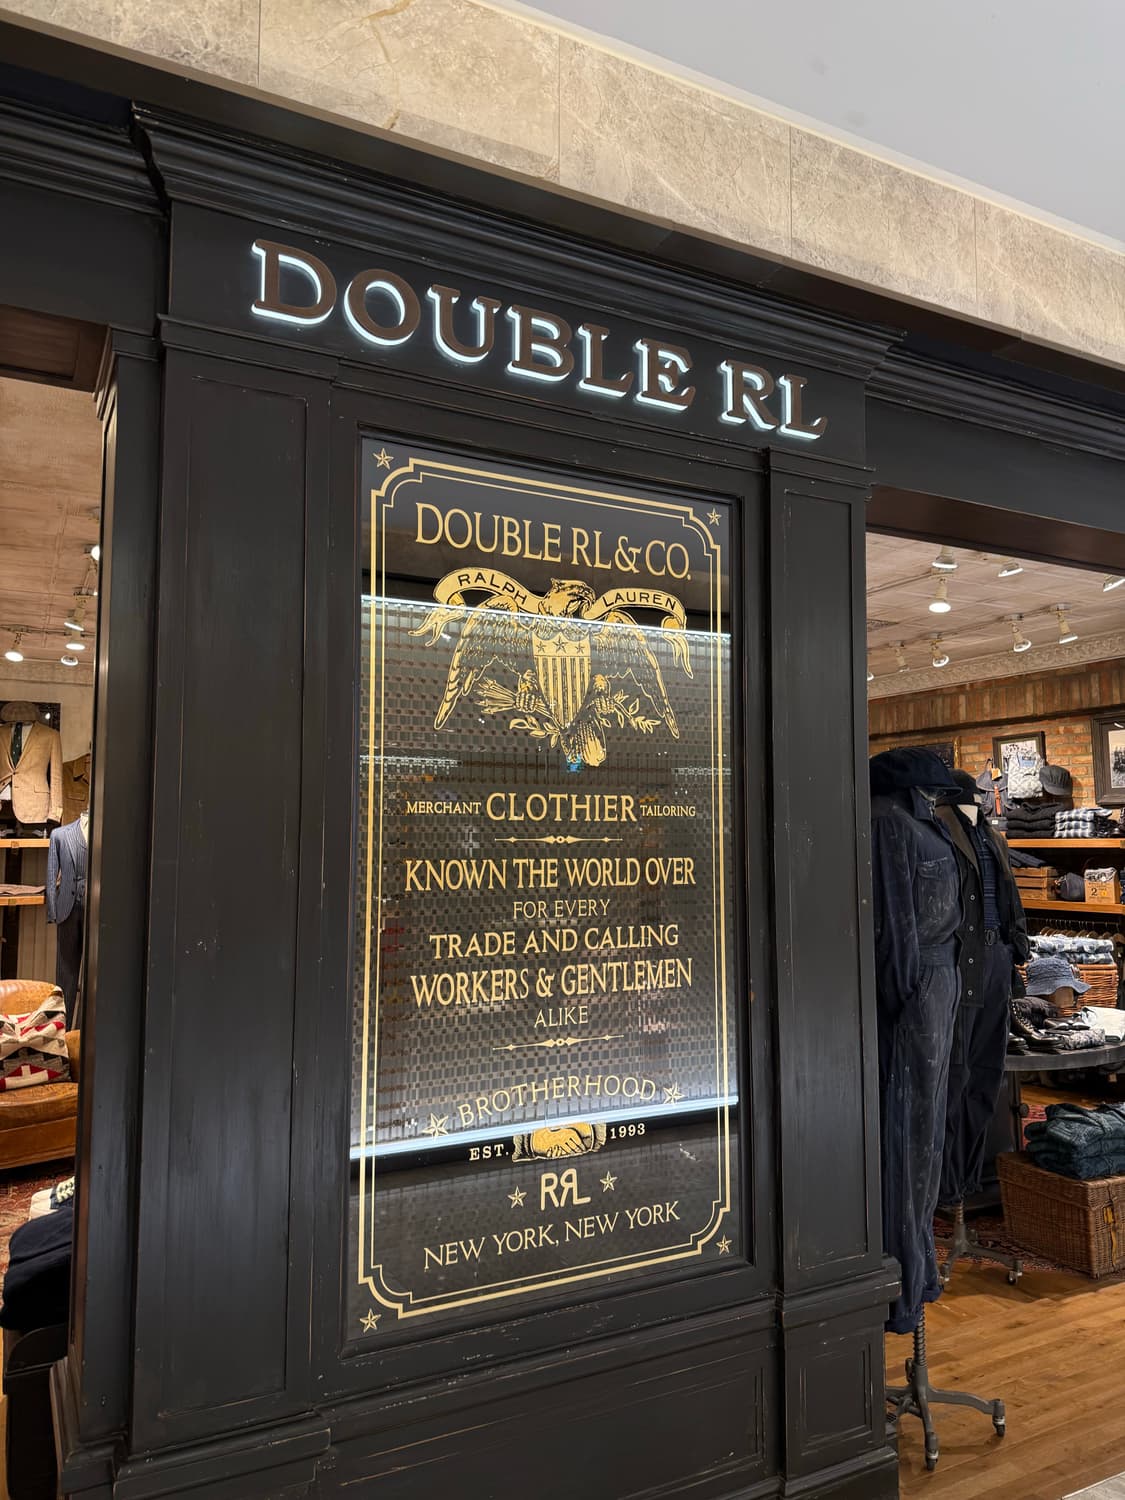 DOUBLE RL
DOUBLE RL & CO.
RALPH LAUREN
MERCHANT CLOTHIER TAILORING
KNOWN THE WORLD OVER
FOR EVERY
TRADE AND CALLING
WORKERS & GENTLEMEN
ALIKE
BROTHERHOOD
EST. 1993
RRL
NEW YORK, NEW YORK